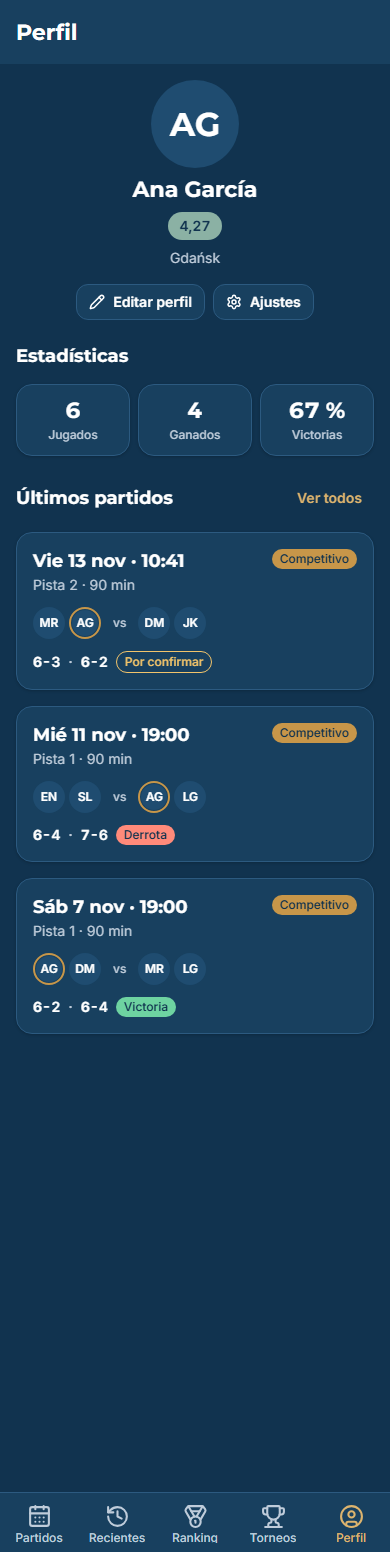 Perfil
AG
Ana García
4,27
Gdańsk
Editar perfil Ajustes
Estadísticas
6 4 67 %
Jugados Ganados Victorias
Últimos partidos Ver todos
Vie 13 nov · 10:41 Competitivo
Pista 2 · 90 min
MR AG vs DM JK
6-3 · 6-2 Por confirmar
Mié 11 nov · 19:00 Competitivo
Pista 1 · 90 min
EN SL vs AG LG
6-4 · 7-6 Derrota
Sáb 7 nov · 19:00 Competitivo
Pista 1 · 90 min
AG DM vs MR LG
6-2 · 6-4 Victoria
Partidos Recientes Ranking Torneos Perfil